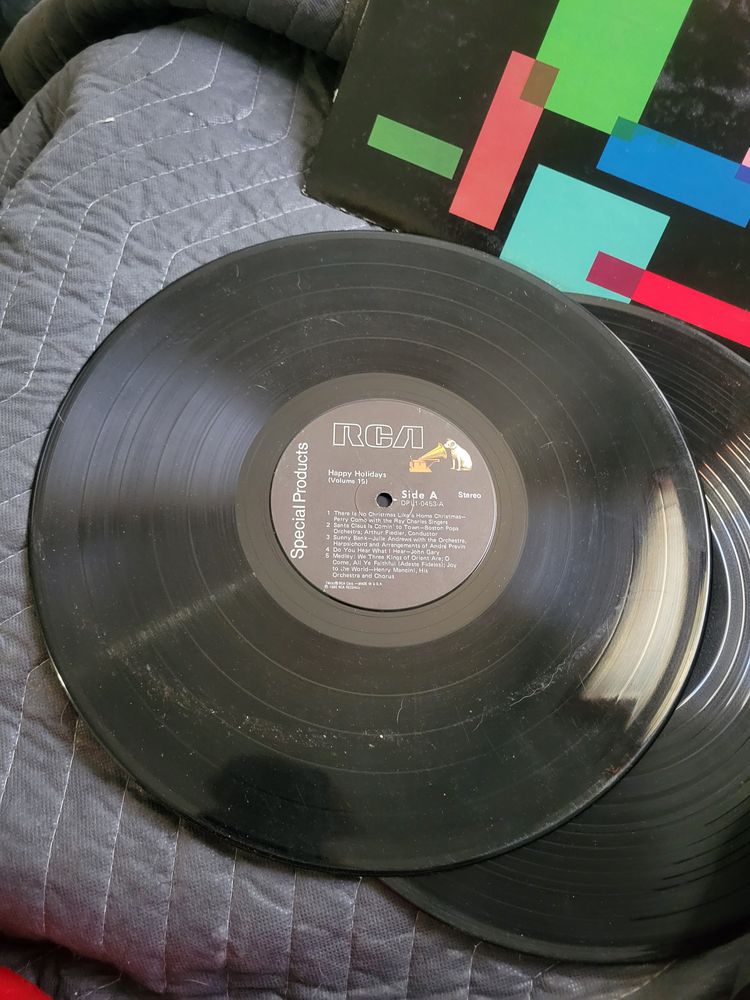 RCA
Special Products
Happy Holidays
(Volume 15)
Side A
Stereo
DPL1-0453-A
1 There Is No Christmas Like a Home Christmas—
Perry Como with the Ray Charles Singers
2 Santa Claus Is Comin' to Town—Boston Pops
Orchestra; Arthur Fiedler, Conductor
3 Sunny Bank—Julie Andrews with the Orchestra,
Harpsichord and Arrangements of André Previn
4 Do You Hear What I Hear—John Gary
5 Medley: We Three Kings of Orient Are; O
Come, All Ye Faithful (Adeste Fideles); Joy
to the World—Henry Mancini, His
Orchestra and Chorus